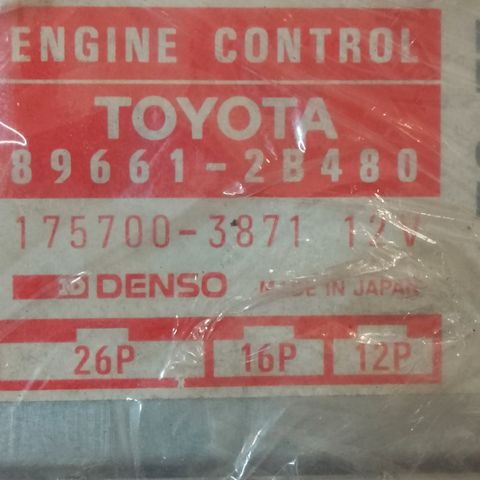 ENGINE CONTROL
TOYOTA
89661-2B480
175700-3871 12V
DENSO MADE IN JAPAN
26P 16P 12P